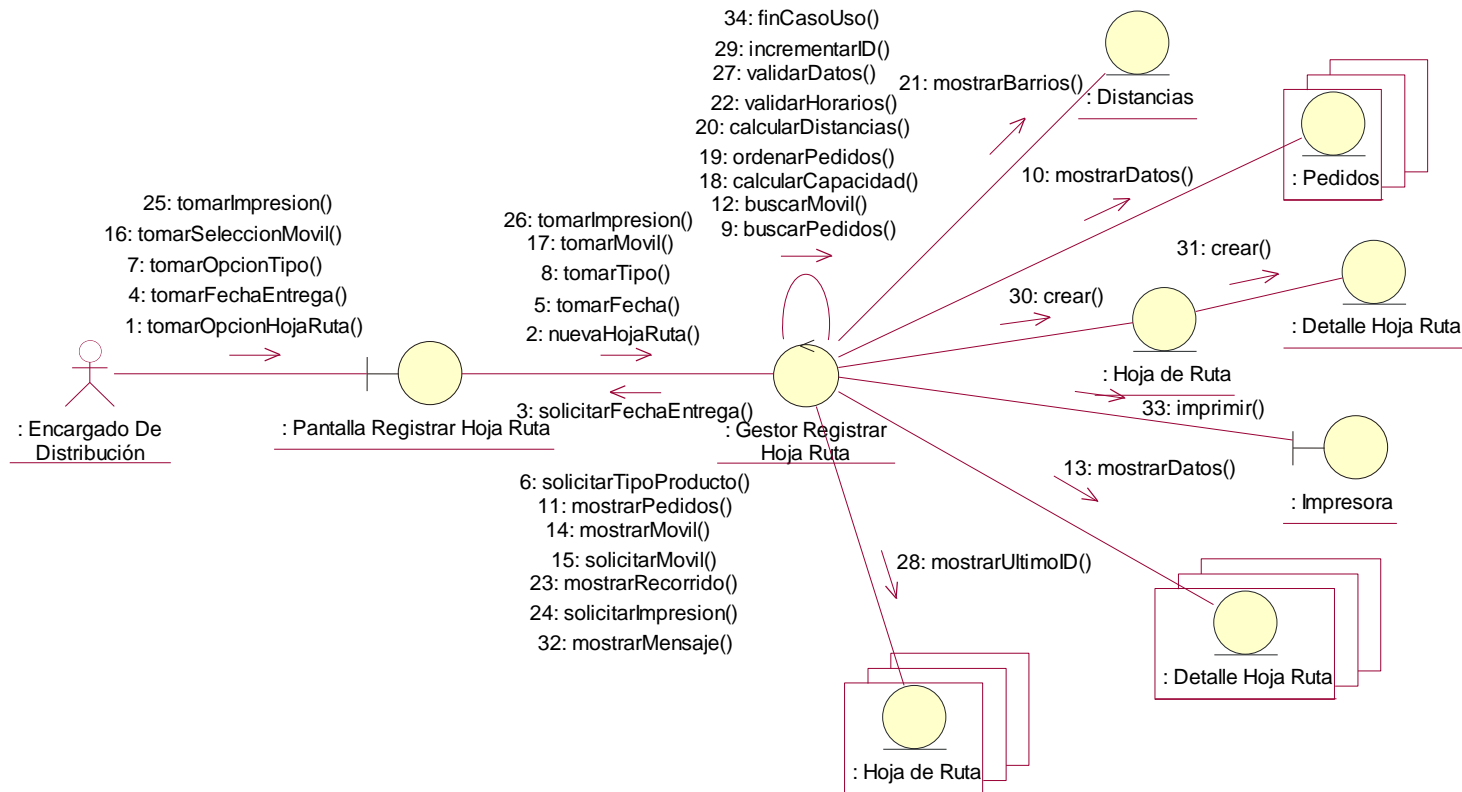 34: finCasoUso()
29: incrementarID()
27: validarDatos()
22: validarHorarios()
20: calcularDistancias()
19: ordenarPedidos()
18: calcularCapacidad()
12: buscarMovil()
9: buscarPedidos()
21: mostrarBarrios()
: Distancias
10: mostrarDatos()
: Pedidos
25: tomarImpresion()
16: tomarSeleccionMovil()
7: tomarOpcionTipo()
4: tomarFechaEntrega()
1: tomarOpcionHojaRuta()
26: tomarImpresion()
17: tomarMovil()
8: tomarTipo()
5: tomarFecha()
2: nuevaHojaRuta()
31: crear()
30: crear()
: Detalle Hoja Ruta
: Hoja de Ruta
33: imprimir()
3: solicitarFechaEntrega()
: Encargado De
Distribución
: Pantalla Registrar Hoja Ruta
: Gestor Registrar
Hoja Ruta
: Impresora
13: mostrarDatos()
6: solicitarTipoProducto()
11: mostrarPedidos()
14: mostrarMovil()
15: solicitarMovil()
23: mostrarRecorrido()
24: solicitarImpresion()
32: mostrarMensaje()
28: mostrarUltimoID()
: Detalle Hoja Ruta
: Hoja de Ruta